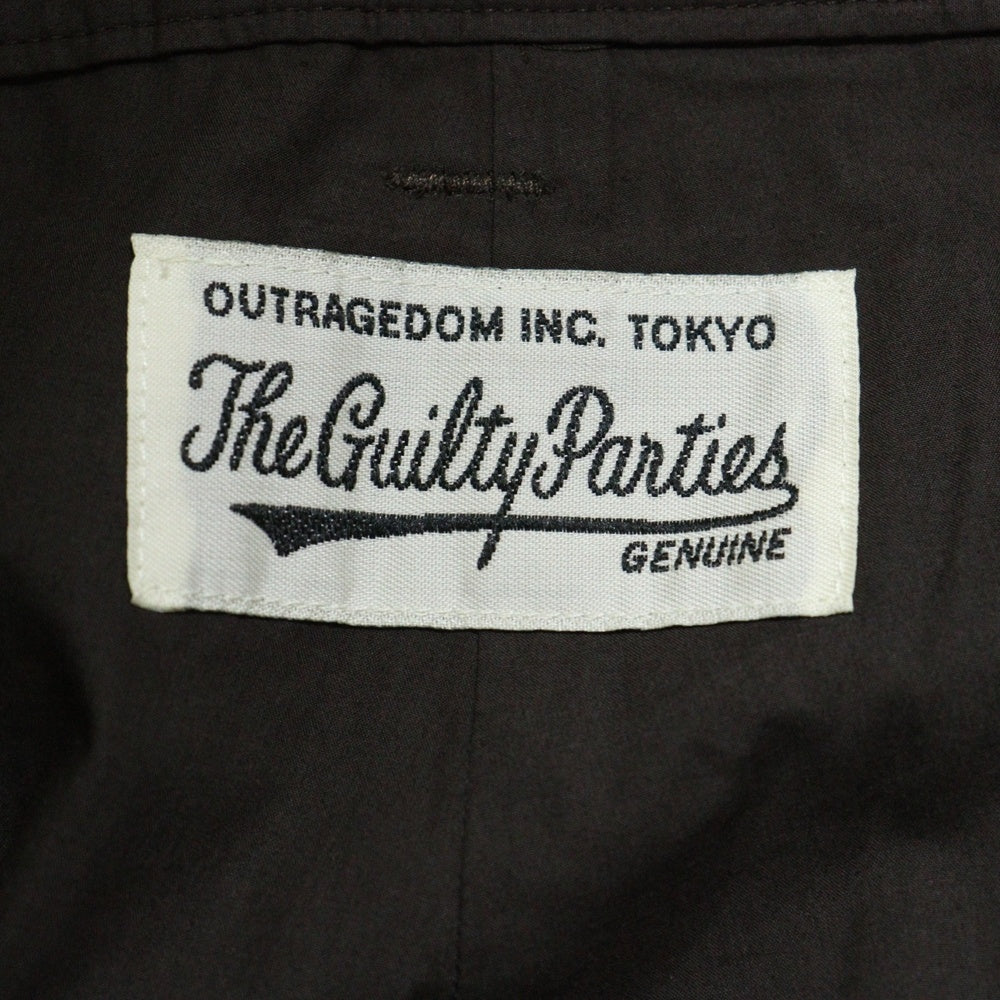 OUTRAGEDOM INC. TOKYO
The Guilty Parties
GENUINE